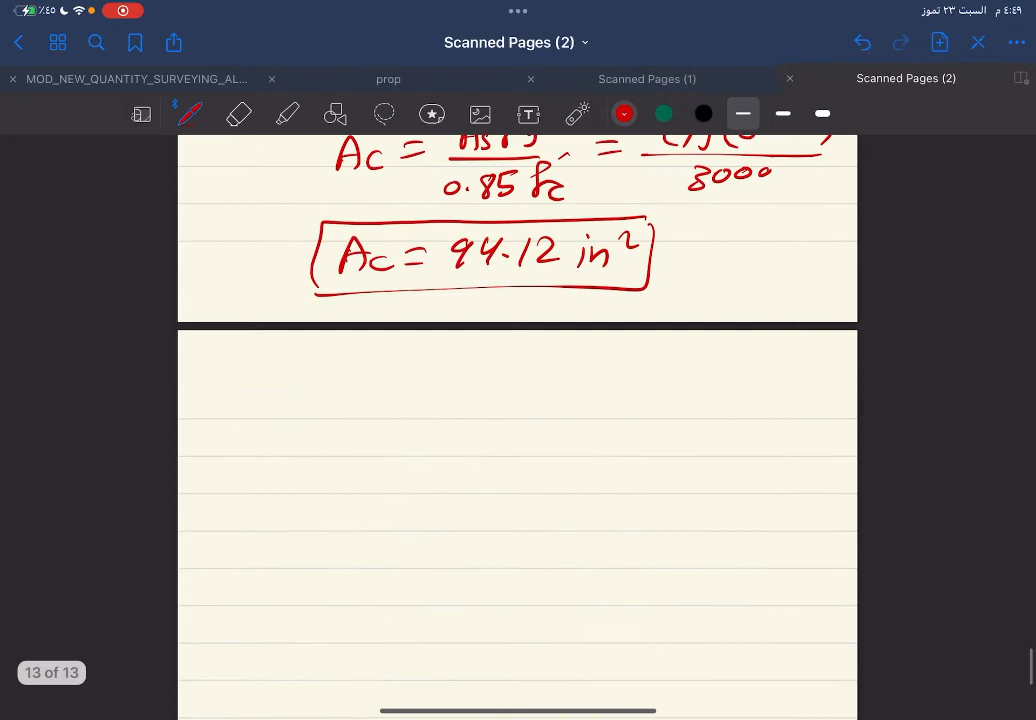 ٪٤٥
٤:٤٩ م السبت ٢٣ تموز
Scanned Pages (2)
MOD_NEW_QUANTITY_SURVEYING_AL...
prop
Scanned Pages (1)
Scanned Pages (2)
T
Ac = / 0.85 fc' = / 3000
Ac = 94.12 in²
13 of 13